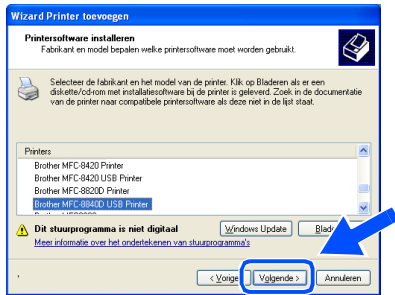 Wizard Printer toevoegen
Printersoftware installeren
Fabrikant en model bepalen welke printersoftware moet worden gebruikt.
Selecteer de fabrikant en het model van de printer. Klik op Bladeren als er een
diskette/cd-rom met installatiesoftware bij de printer is geleverd. Zoek in de documentatie
van de printer naar compatibele printersoftware als deze niet in de lijst staat.
Printers
Brother MFC-8420 Printer
Brother MFC-8420 USB Printer
Brother MFC-8820D Printer
Brother MFC-8840D USB Printer
Dit stuurprogramma is niet digitaal
Windows Update
Meer informatie over het ondertekenen van stuurprogramma's
< Vorige
Volgende >
Annuleren